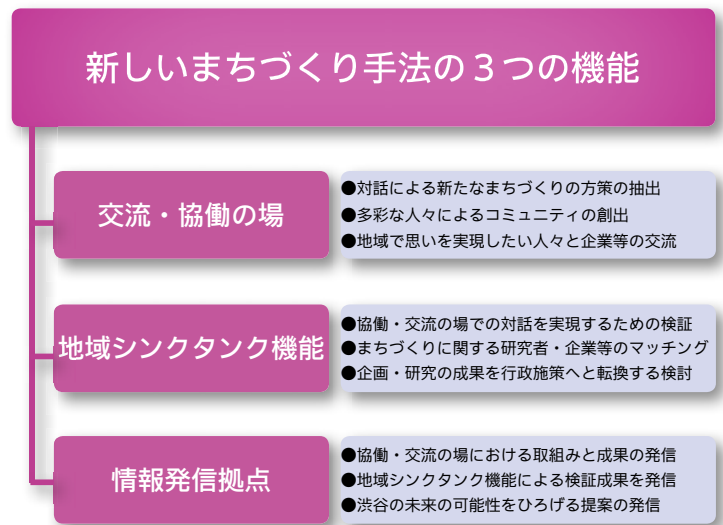 新しいまちづくり手法の３つの機能
交流・協働の場
●対話による新たなまちづくりの方策の抽出
●多彩な人々によるコミュニティの創出
●地域で思いを実現したい人々と企業等の交流
地域シンクタンク機能
●協働・交流の場での対話を実現するための検証
●まちづくりに関する研究者・企業等のマッチング
●企画・研究の成果を行政施策へと転換する検討
情報発信拠点
●協働・交流の場における取組みと成果の発信
●地域シンクタンク機能による検証成果を発信
●渋谷の未来の可能性をひろげる提案の発信